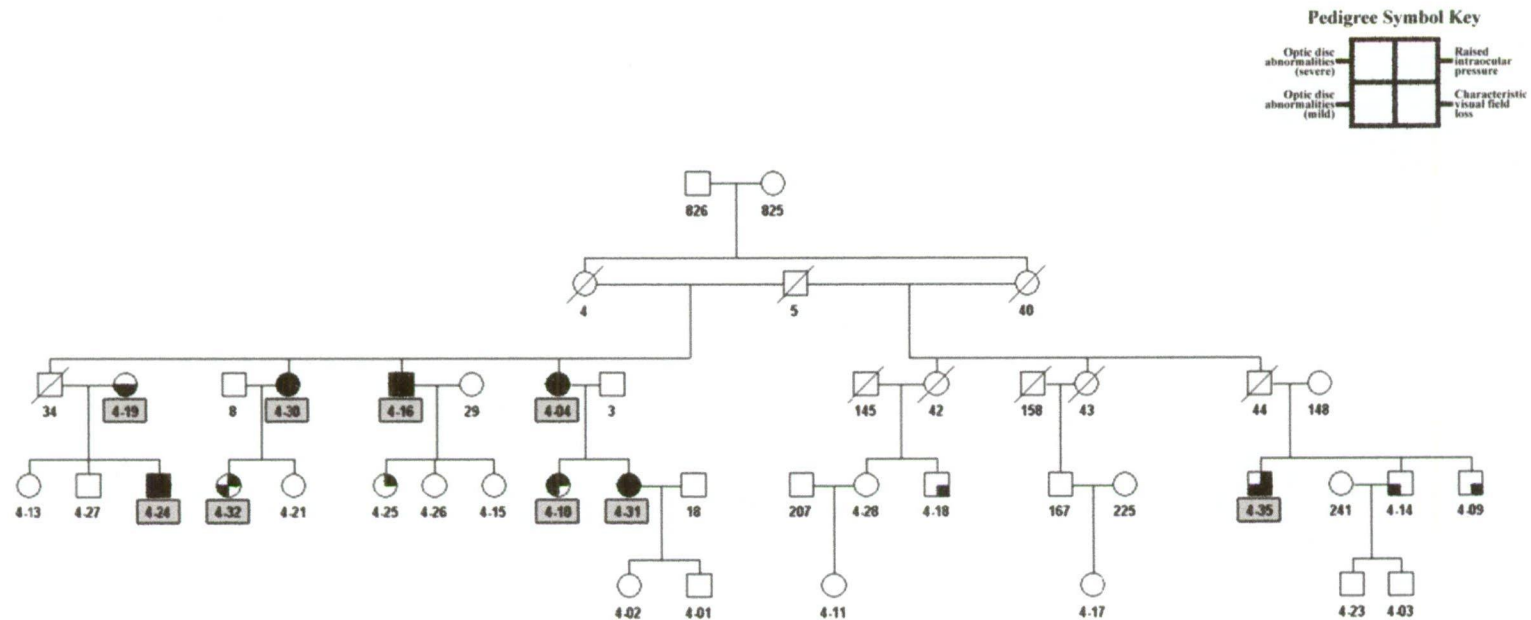 Pedigree Symbol Key
Optic disc
abnormalities
(severe)
Raised
intraocular
pressure
Optic disc
abnormalities
(mild)
Characteristic
visual field
loss
826 825
4 5 40
34 4-19 8 4-30 4-16 29 4-04 3 145 42 158 43 44 148
4-13 4-27 4-24 4-32 4-21 4-25 4-26 4-15 4-10 4-31 18 207 4-28 4-18 167 225 4-35 241 4-14 4-09
4-02 4-01 4-11 4-17 4-23 4-03